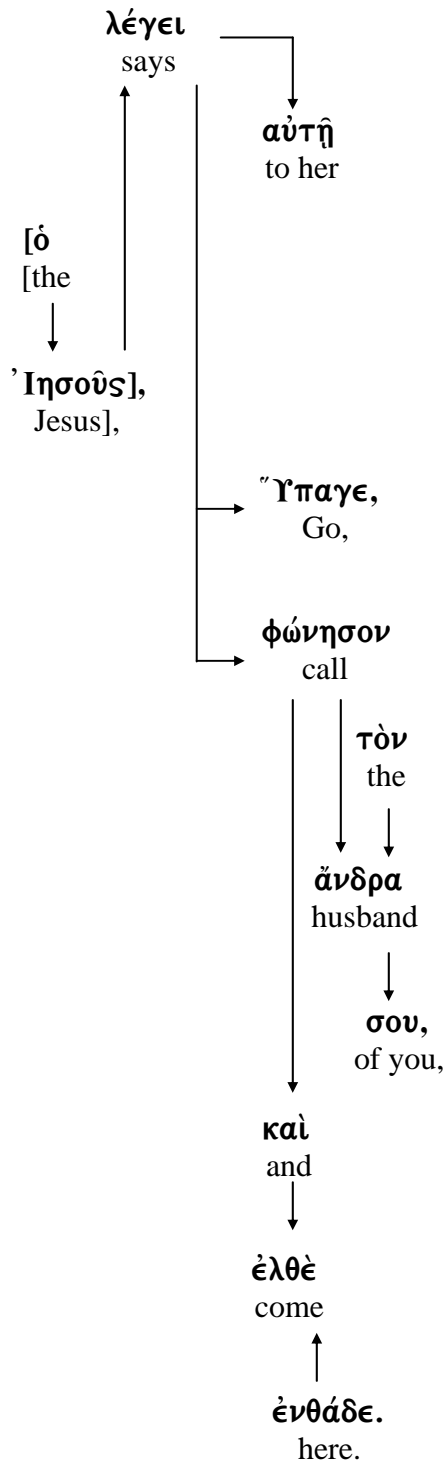 λέγει
says
αὐτῇ
to her
[ὁ
[the
Ἰησοῦς],
Jesus],
Ὕπαγε,
Go,
φώνησον
call
τὸν
the
ἄνδρα
husband
σου,
of you,
καὶ
and
ἐλθὲ
come
ἐνθάδε.
here.